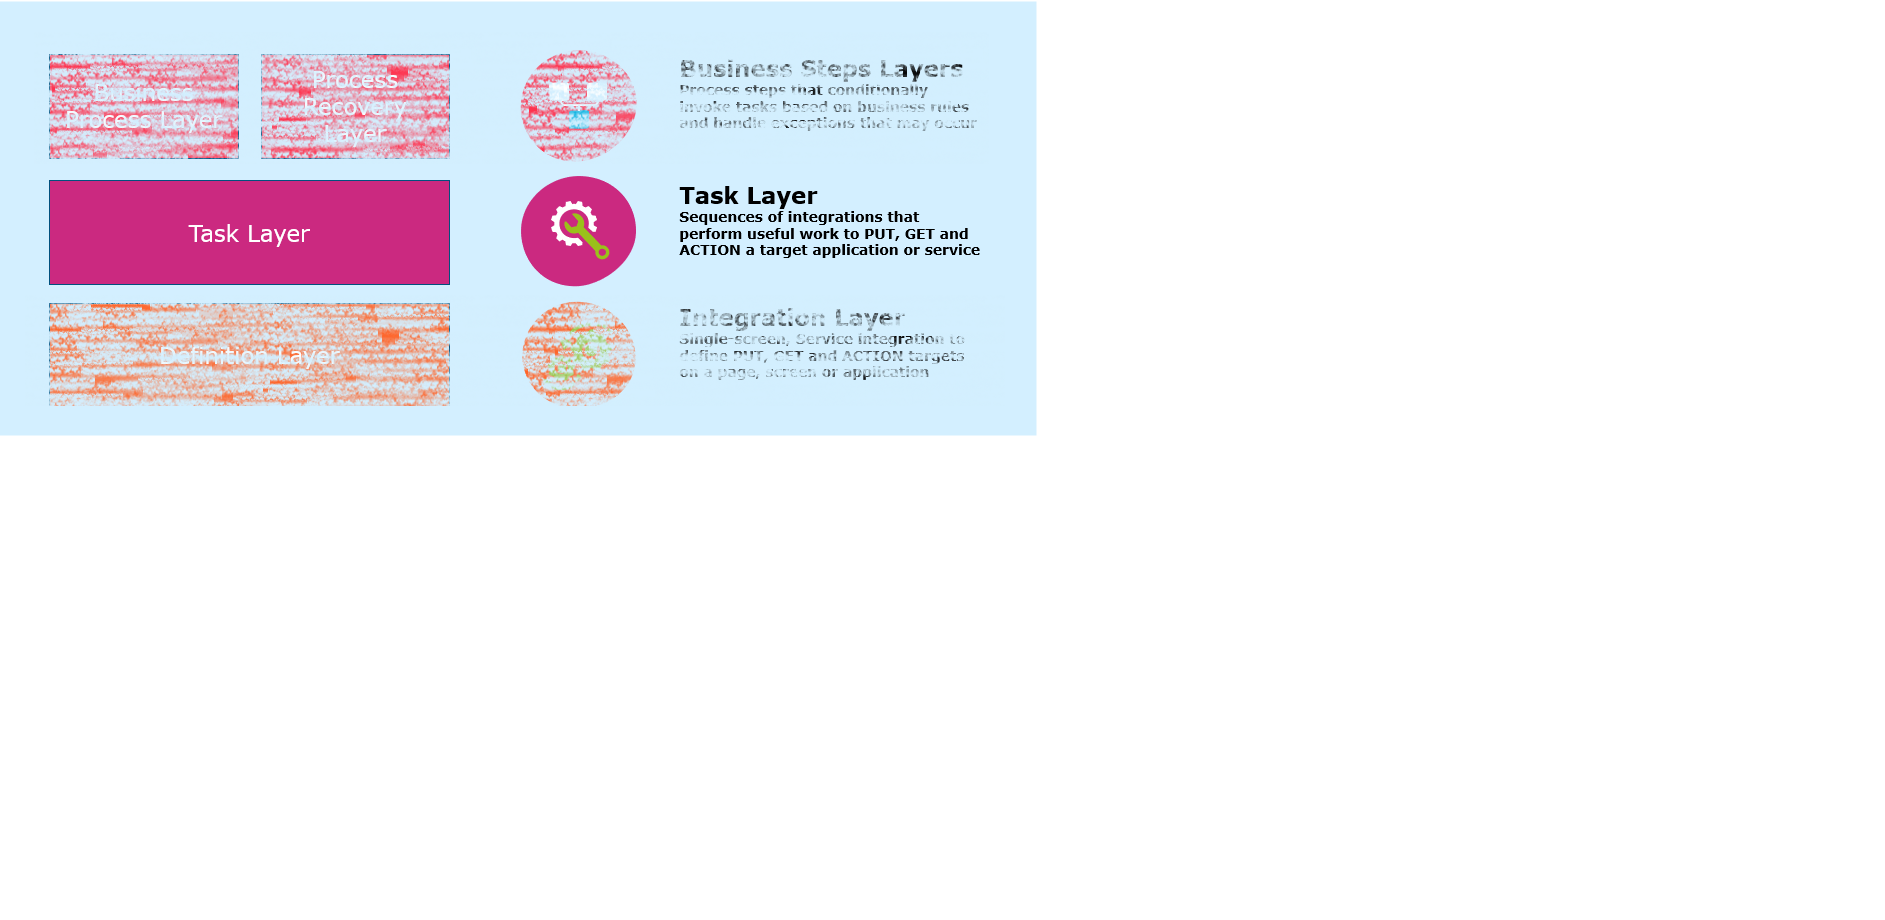 Business
Process Layer
Process
Recovery
Layer
Business Steps Layers
Process steps that conditionally
invoke tasks based on business rules
and handle exceptions that may occur
Task Layer
Task Layer
Sequences of integrations that
perform useful work to PUT, GET and
ACTION a target application or service
Definition Layer
Integration Layer
Single-screen, Service integration to
define PUT, GET and ACTION targets
on a page, screen or application